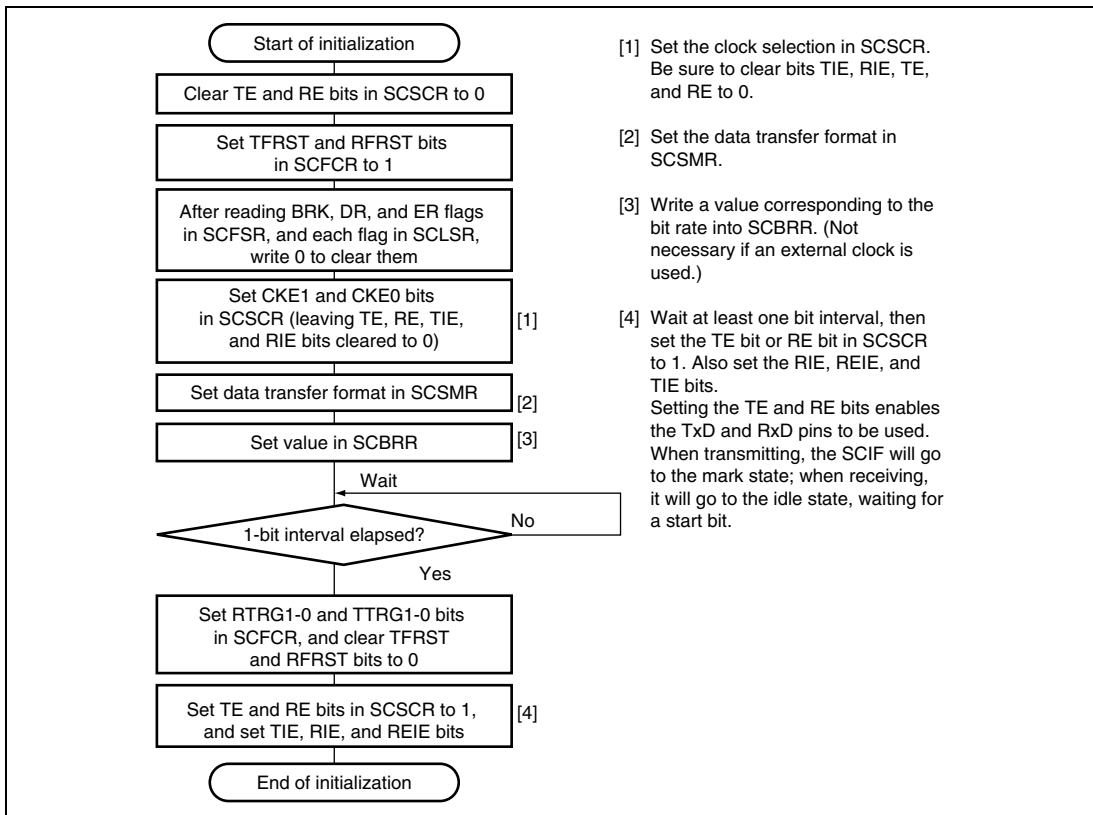 Start of initialization
Clear TE and RE bits in SCSCR to 0
Set TFRST and RFRST bits
in SCFCR to 1
After reading BRK, DR, and ER flags
in SCFSR, and each flag in SCLSR,
write 0 to clear them
Set CKE1 and CKE0 bits
in SCSCR (leaving TE, RE, TIE,
and RIE bits cleared to 0)
[1]
Set data transfer format in SCSMR
[2]
Set value in SCBRR
[3]
Wait
1-bit interval elapsed?
No
Yes
Set RTRG1-0 and TTRG1-0 bits
in SCFCR, and clear TFRST
and RFRST bits to 0
Set TE and RE bits in SCSCR to 1,
and set TIE, RIE, and REIE bits
[4]
End of initialization
[1] Set the clock selection in SCSCR.
Be sure to clear bits TIE, RIE, TE,
and RE to 0.
[2] Set the data transfer format in
SCSMR.
[3] Write a value corresponding to the
bit rate into SCBRR. (Not
necessary if an external clock is
used.)
[4] Wait at least one bit interval, then
set the TE bit or RE bit in SCSCR
to 1. Also set the RIE, REIE, and
TIE bits.
Setting the TE and RE bits enables
the TxD and RxD pins to be used.
When transmitting, the SCIF will go
to the mark state; when receiving,
it will go to the idle state, waiting for
a start bit.